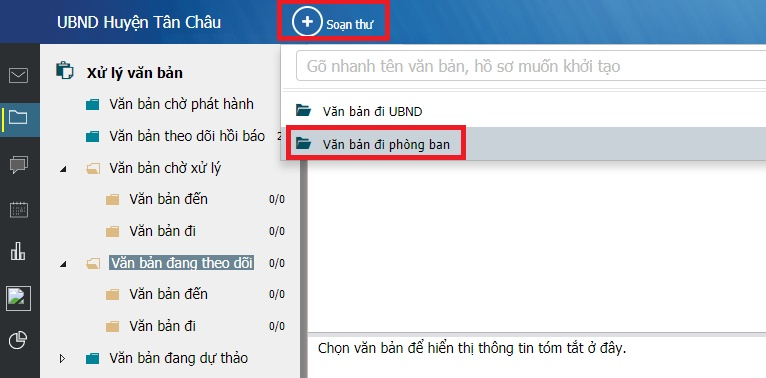 UBND Huyện Tân Châu
Soạn thư
Gõ nhanh tên văn bản, hồ sơ muốn khởi tạo
Văn bản đi UBND
Văn bản đi phòng ban
Xử lý văn bản
Văn bản chờ phát hành
Văn bản theo dõi hồi báo
Văn bản chờ xử lý
Văn bản đến 0/0
Văn bản đi 0/0
Văn bản đang theo dõi 0/0
Văn bản đến 0/0
Văn bản đi 0/0
Văn bản đang dự thảo
Chọn văn bản để hiển thị thông tin tóm tắt ở đây.